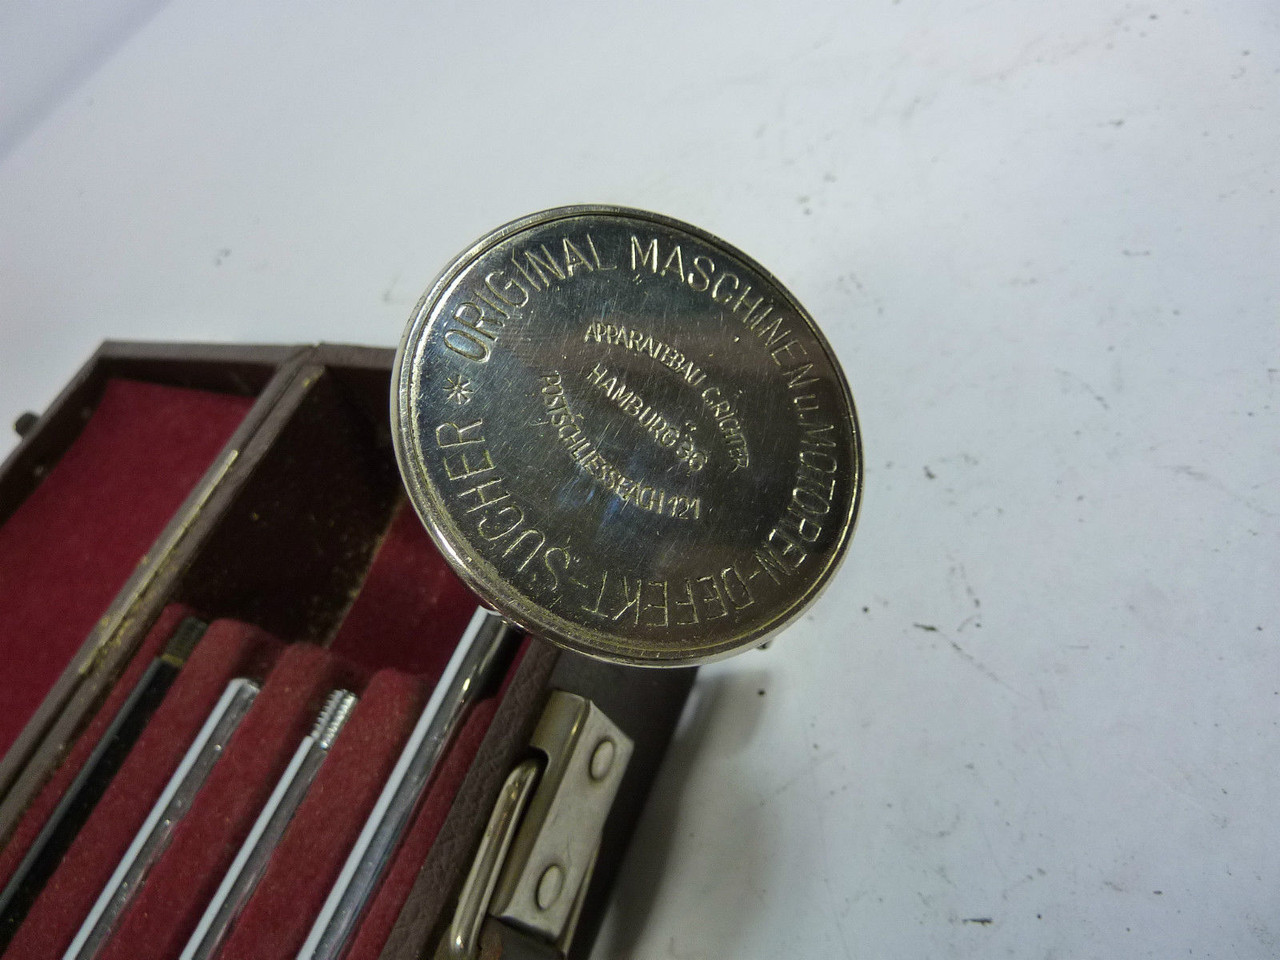 * ORIGINAL MASCHINEN u. MOTOREN-DEFEKT-SUCHER
APPARATEBAU C. RICHTER
HAMBURG 36
POSTSCHLIESSFACH 121